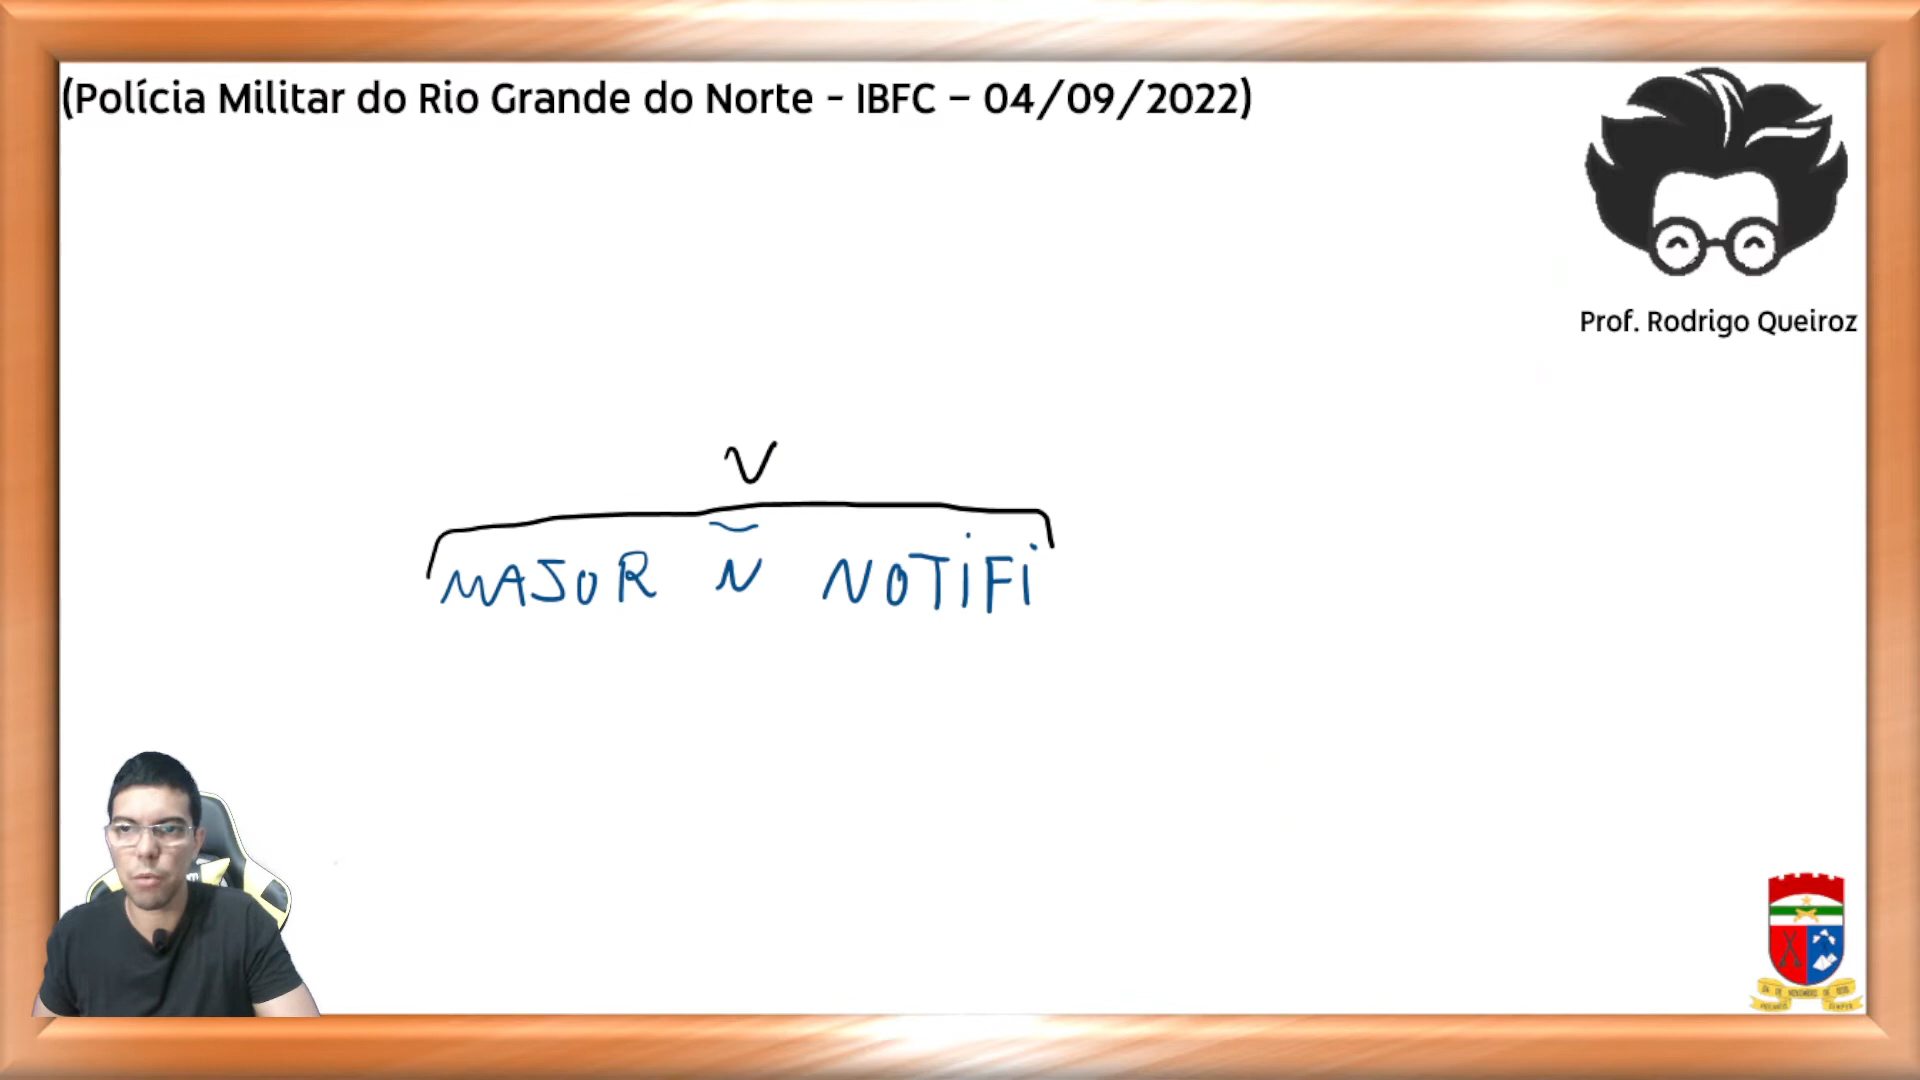 (Polícia Militar do Rio Grande do Norte - IBFC – 04/09/2022)
Prof. Rodrigo Queiroz
V
MAJOR Ñ NOTIFI